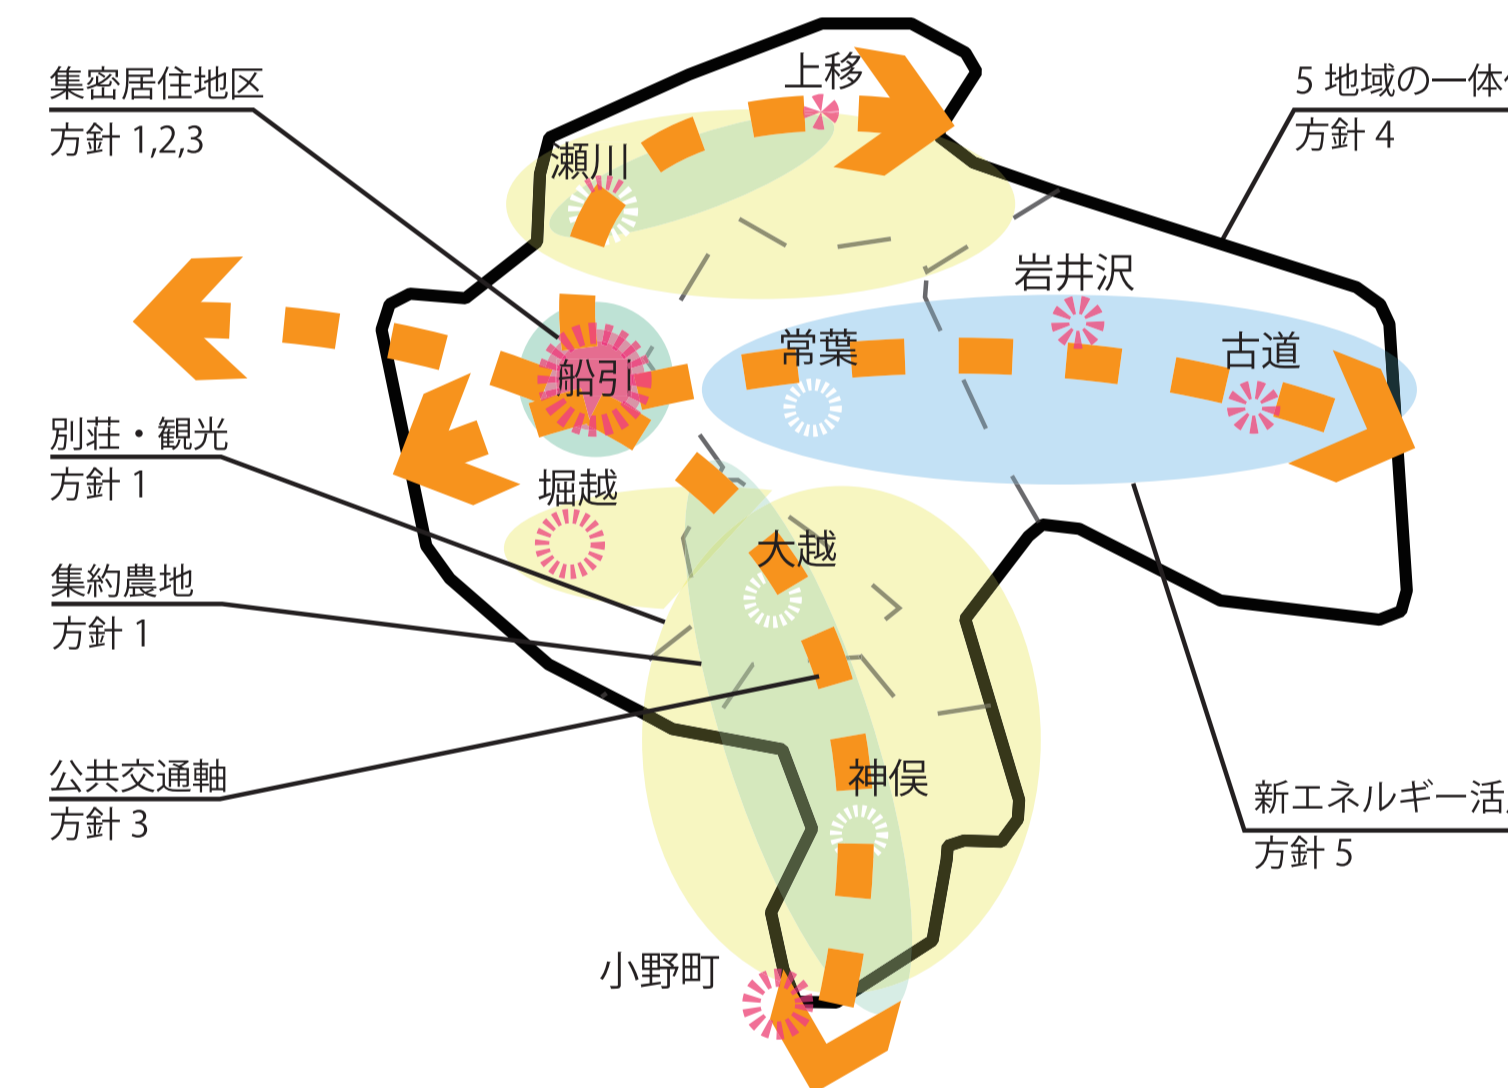 上移
集密居住地区
方針 1,2,3
5 地域の一体
方針 4
瀬川
岩井沢
常葉
古道
船引
別荘・観光
方針 1
堀越
大越
集約農地
方針 1
公共交通軸
方針 3
神俣
新エネルギー活
方針 5
小野町